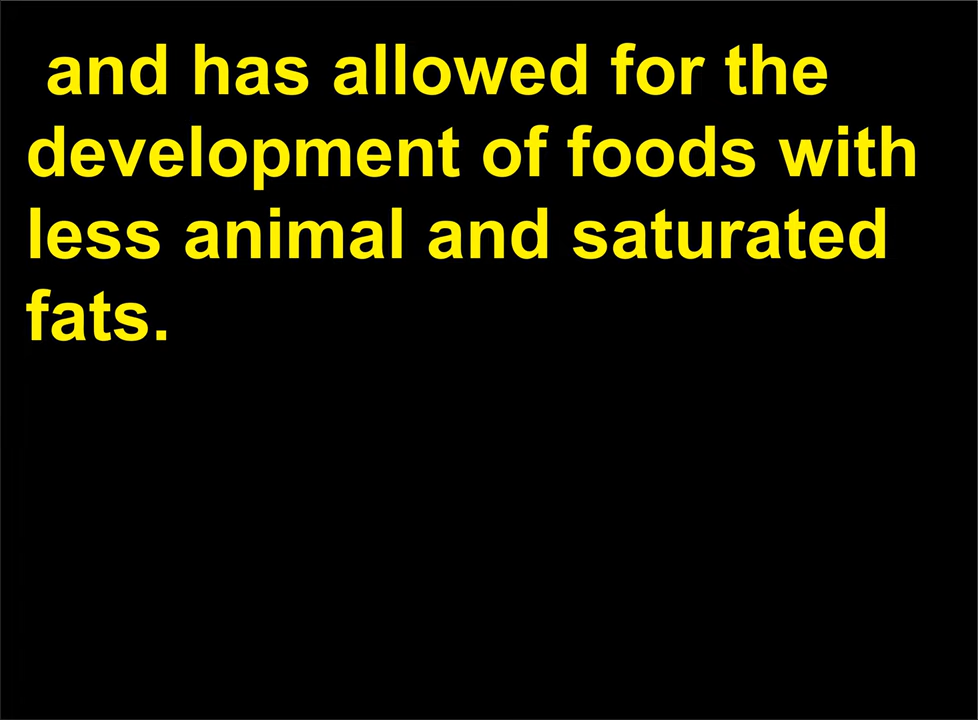 and has allowed for the
development of foods with
less animal and saturated
fats.